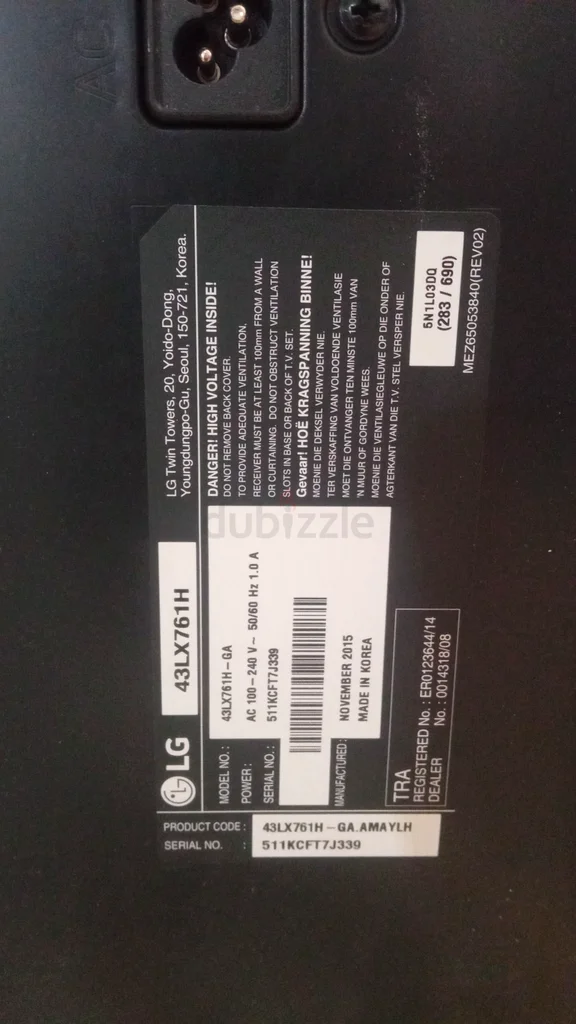 AC
LG
43LX761H
LG Twin Towers, 20, Yoido-Dong,
Youngdungpo-Gu, Seoul, 150-721, Korea.
MODEL NO. : 43LX761H-GA
POWER : AC 100-240 V~ 50/60 Hz 1.0 A
SERIAL NO. : 511KCFT7J339
MANUFACTURED : NOVEMBER 2015
MADE IN KOREA
DANGER! HIGH VOLTAGE INSIDE!
DO NOT REMOVE BACK COVER.
TO PROVIDE ADEQUATE VENTILATION,
RECEIVER MUST BE AT LEAST 100mm FROM A WALL
OR CURTAINING. DO NOT OBSTRUCT VENTILATION
SLOTS IN BASE OR BACK OF T.V. SET.
Gevaar! HOË KRAGSPANNING BINNE!
MOENIE DIE DEKSEL VERWYDER NIE.
TER VERSKAFFING VAN VOLDOENDE VENTILASIE
MOET DIE ONTVANGER TEN MINSTE 100mm VAN
'N MUUR OF GORDYNE WEES.
MOENIE DIE VENTILASIEGLEUWE OP DIE ONDER OF
AGTERKANT VAN DIE T.V. STEL VERSPER NIE.
TRA
REGISTERED No. : ER0123644/14
DEALER No. : 0014318/08
5N1L03DQ
(283 / 690)
MEZ65053840(REV02)
PRODUCT CODE : 43LX761H-GA.AMAYLH
SERIAL NO. : 511KCFT7J339
dubizzle